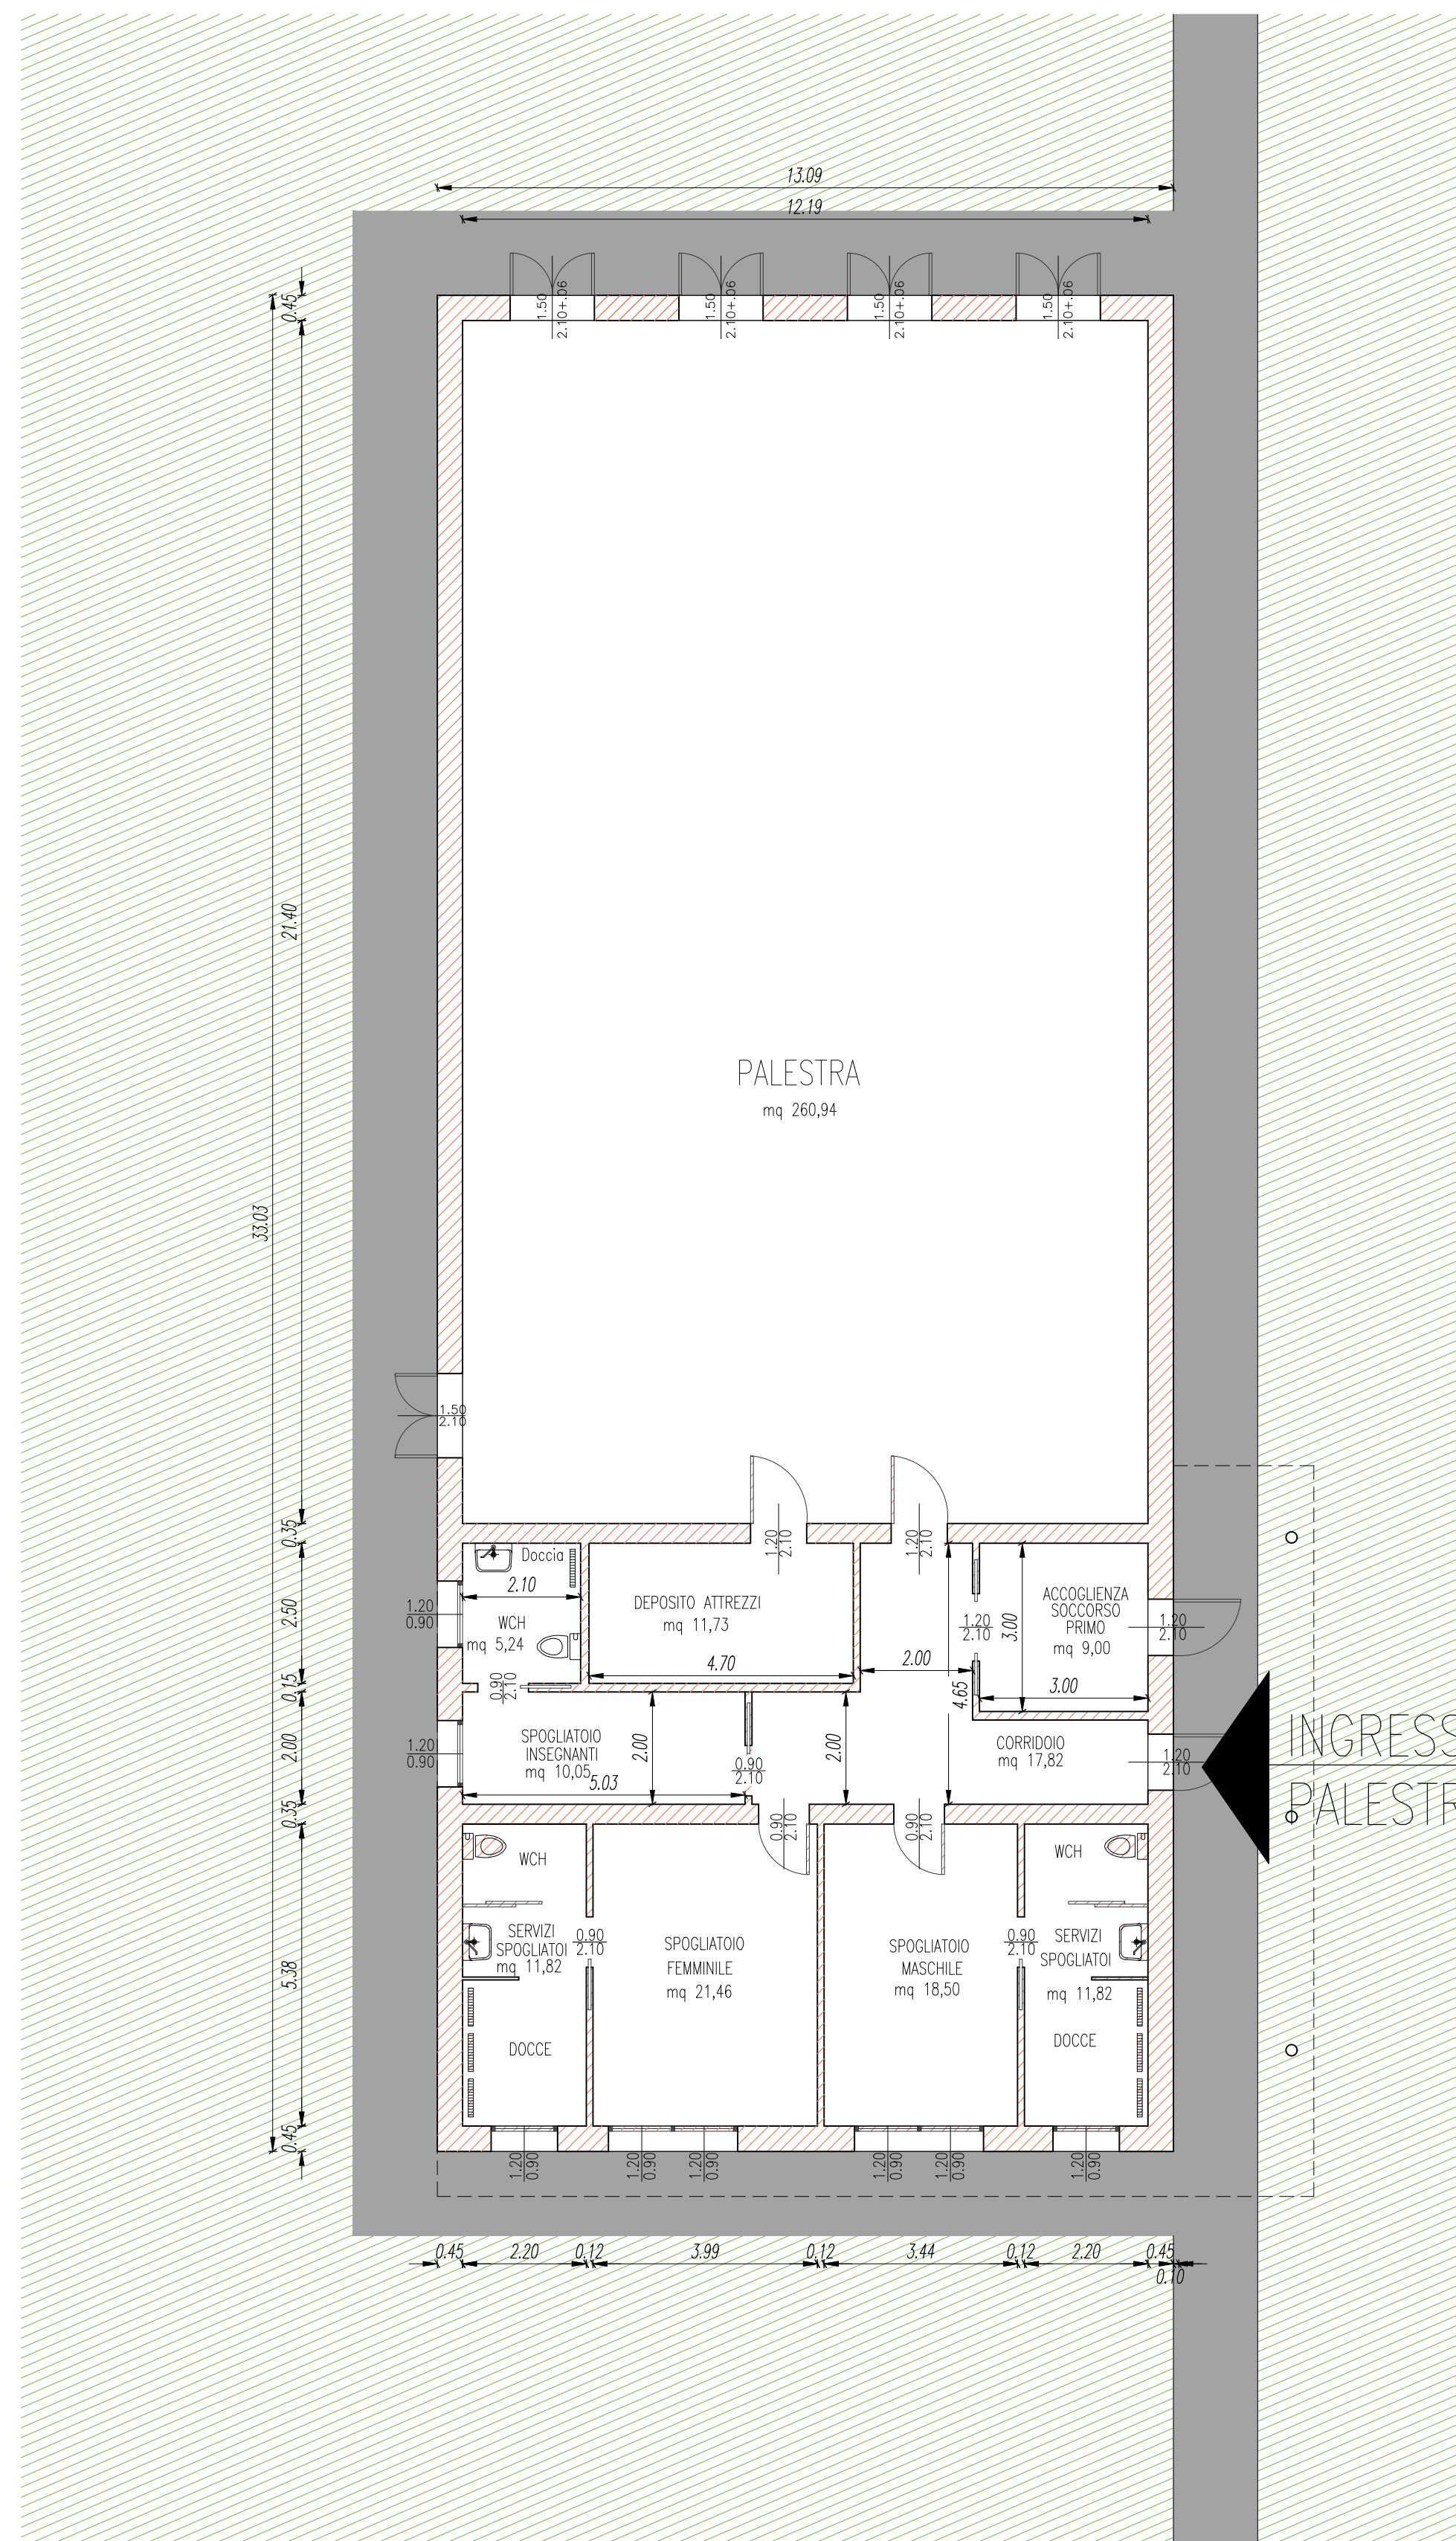 13.09
12.19
0.45
1.50
2.10+.06
1.50
2.10+.06
1.50
2.10+.06
1.50
2.10+.06
21.40
33.03
PALESTRA
mq 260,94
1.50
2.10
0.35
1.20
2.10
1.20
2.10
Doccia
2.10
1.20
0.90
WCH
mq 5,24
2.50
DEPOSITO ATTREZZI
mq 11,73
4.70
2.00
1.20
2.10
3.00
ACCOGLIENZA
SOCCORSO
PRIMO
mq 9,00
3.00
1.20
2.10
0.15
0.90
2.10
4.65
2.00
1.20
0.90
SPOGLIATOIO
INSEGNANTI
mq 10,05
5.03
2.00
0.90
2.10
2.00
CORRIDOIO
mq 17,82
1.20
2.10
INGRESS
PALESTR
0.35
0.90
2.10
0.90
2.10
WCH
WCH
5.38
SERVIZI
SPOGLIATOI
mq 11,82
0.90
2.10
SPOGLIATOIO
FEMMINILE
mq 21,46
SPOGLIATOIO
MASCHILE
mq 18,50
0.90
2.10
SERVIZI
SPOGLIATOI
mq 11,82
DOCCE
DOCCE
0.45
1.20
0.90
1.20
0.90
1.20
0.90
1.20
0.90
1.20
0.90
1.20
0.90
0.45
2.20
0.12
3.99
0.12
3.44
0.12
2.20
0.45
0.10